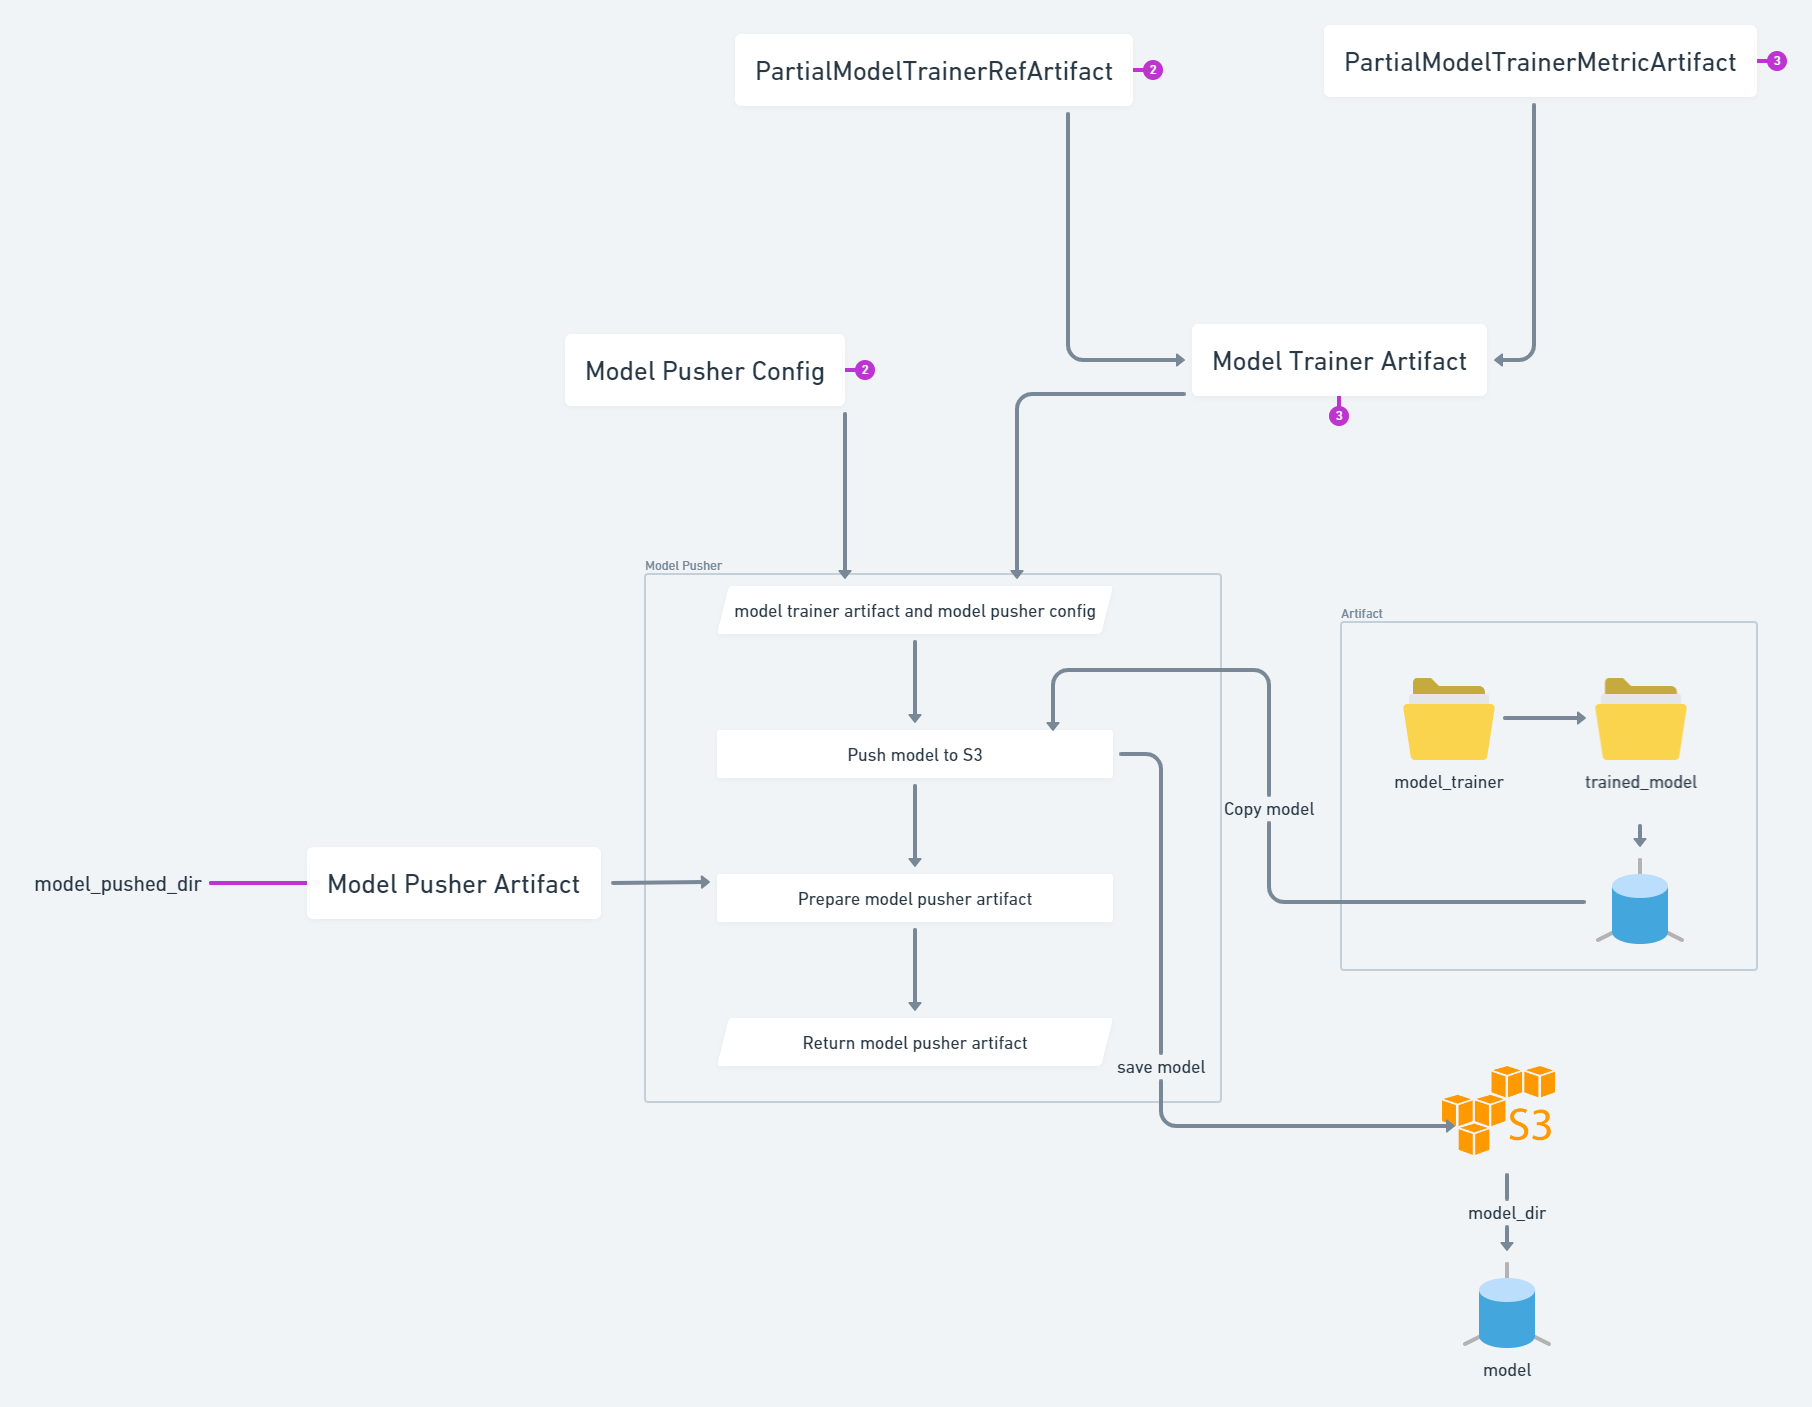 PartialModelTrainerRefArtifact
2
PartialModelTrainerMetricArtifact
3
Model Pusher Config
2
Model Trainer Artifact
3
Model Pusher
model trainer artifact and model pusher config
Push model to S3
Prepare model pusher artifact
Return model pusher artifact
model_pushed_dir
Model Pusher Artifact
Copy model
save model
Artifact
model_trainer
trained_model
S3
model_dir
model